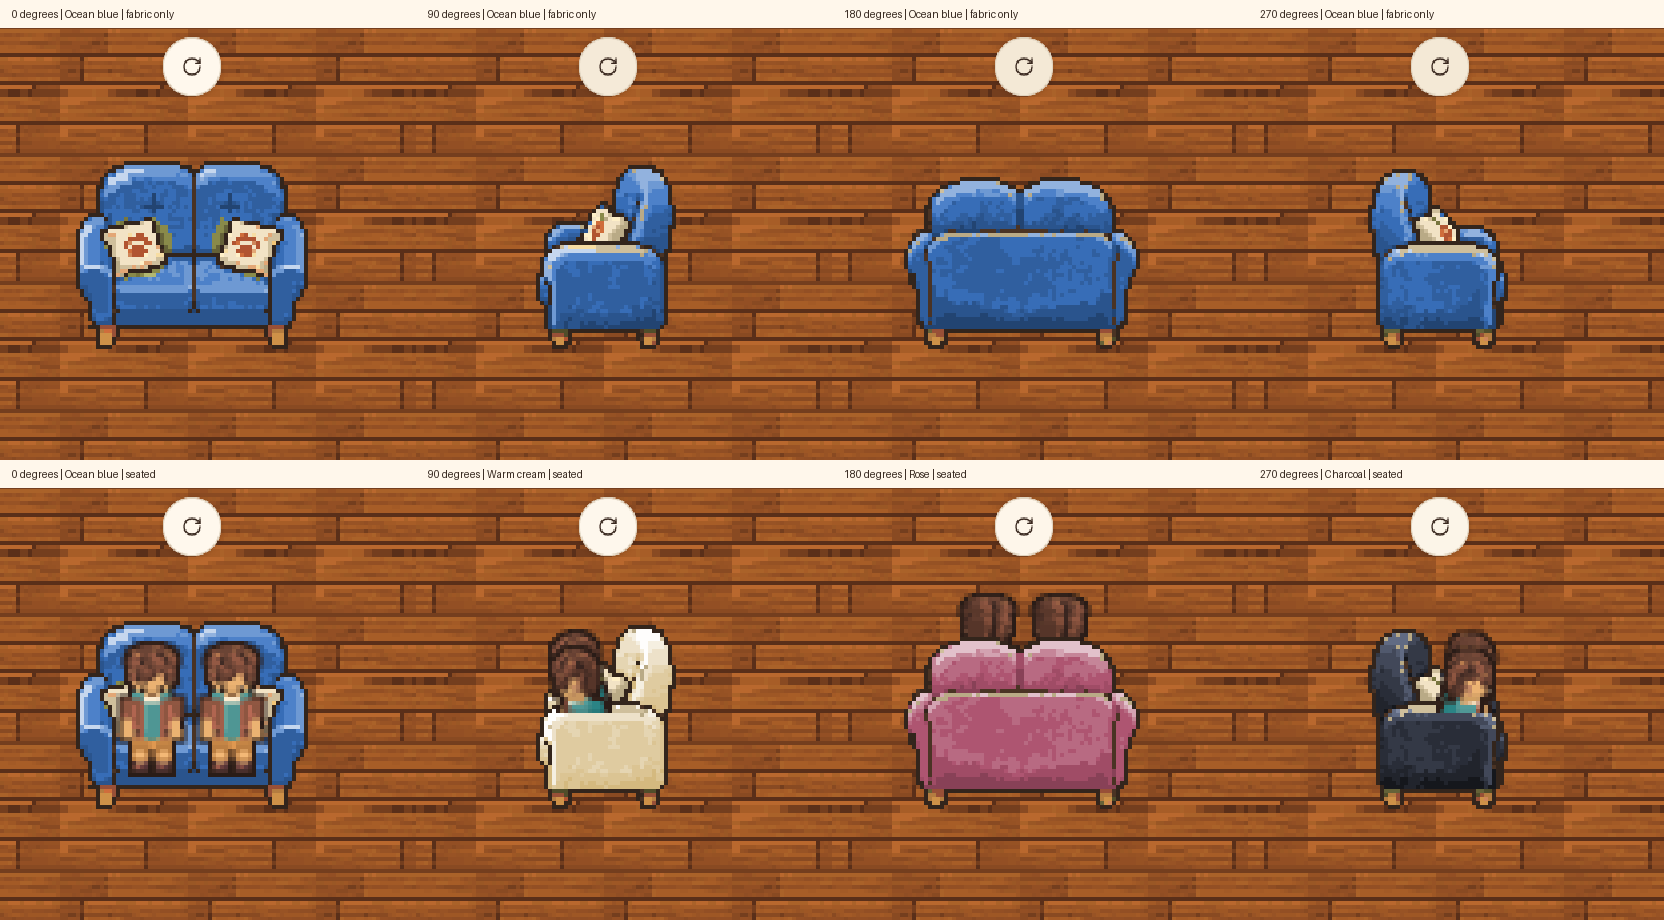 0 degrees | Ocean blue | fabric only
90 degrees | Ocean blue | fabric only
180 degrees | Ocean blue | fabric only
270 degrees | Ocean blue | fabric only
0 degrees | Ocean blue | seated
90 degrees | Warm cream | seated
180 degrees | Rose | seated
270 degrees | Charcoal | seated